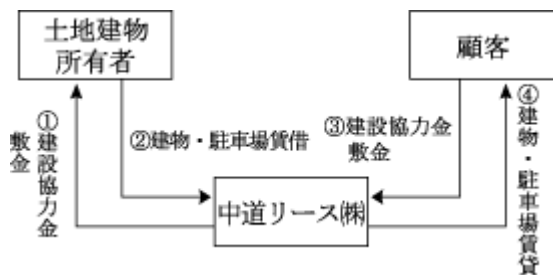 土地建物
所有者
顧客
①建設協力金
敷金
②建物・駐車場賃借
③建設協力金
敷金
④建物・駐車場賃貸
中道リース㈱